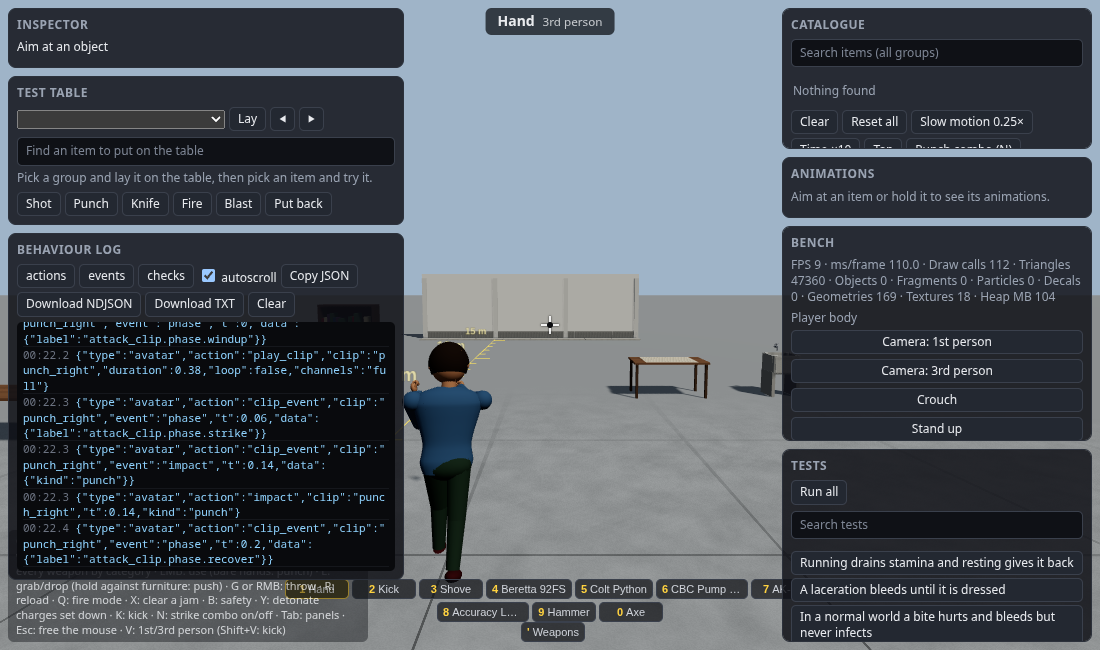 INSPECTOR
Aim at an object
TEST TABLE
Lay ◄ ►
Find an item to put on the table
Pick a group and lay it on the table, then pick an item and try it.
Shot Punch Knife Fire Blast Put back
BEHAVIOUR LOG
actions events checks autoscroll Copy JSON
Download NDJSON Download TXT Clear
punch_right","event":"phase","t":0,"data":
{"label":"attack_clip.phase.windup"}}
00:22.2 {"type":"avatar","action":"play_clip","clip":"p
unch_right","duration":0.38,"loop":false,"channels":"fu
ll"}
00:22.3 {"type":"avatar","action":"clip_event","clip":"
punch_right","event":"phase","t":0.06,"data":
{"label":"attack_clip.phase.strike"}}
00:22.3 {"type":"avatar","action":"clip_event","clip":"
punch_right","event":"impact","t":0.14,"data":
{"kind":"punch"}}
00:22.3 {"type":"avatar","action":"impact","clip":"punc
h_right","t":0.14,"kind":"punch"}
00:22.4 {"type":"avatar","action":"clip_event","clip":"
punch_right","event":"phase","t":0.2,"data":
{"label":"attack_clip.phase.recover"}}
grab/drop (hold against furniture: push) · G or RMB: throw · R:
reload · Q: fire mode · X: clear a jam · B: safety · Y: detonate
charges set down · K: kick · N: strike combo on/off · Tab: panels ·
Esc: free the mouse · V: 1st/3rd person (Shift+V: kick)
Hand 3rd person
15 m
1 Hand 2 Kick 3 Shove 4 Beretta 92FS 5 Colt Python 6 CBC Pump … 7 AK
8 Accuracy L… 9 Hammer 0 Axe
' Weapons
CATALOGUE
Search items (all groups)
Nothing found
Clear Reset all Slow motion 0.25×
Time ×10 Top Punch combo (N)
ANIMATIONS
Aim at an item or hold it to see its animations.
BENCH
FPS 9 · ms/frame 110.0 · Draw calls 112 · Triangles
47360 · Objects 0 · Fragments 0 · Particles 0 · Decals
0 · Geometries 169 · Textures 18 · Heap MB 104
Player body
Camera: 1st person
Camera: 3rd person
Crouch
Stand up
TESTS
Run all
Search tests
Running drains stamina and resting gives it back
A laceration bleeds until it is dressed
In a normal world a bite hurts and bleeds but
never infects